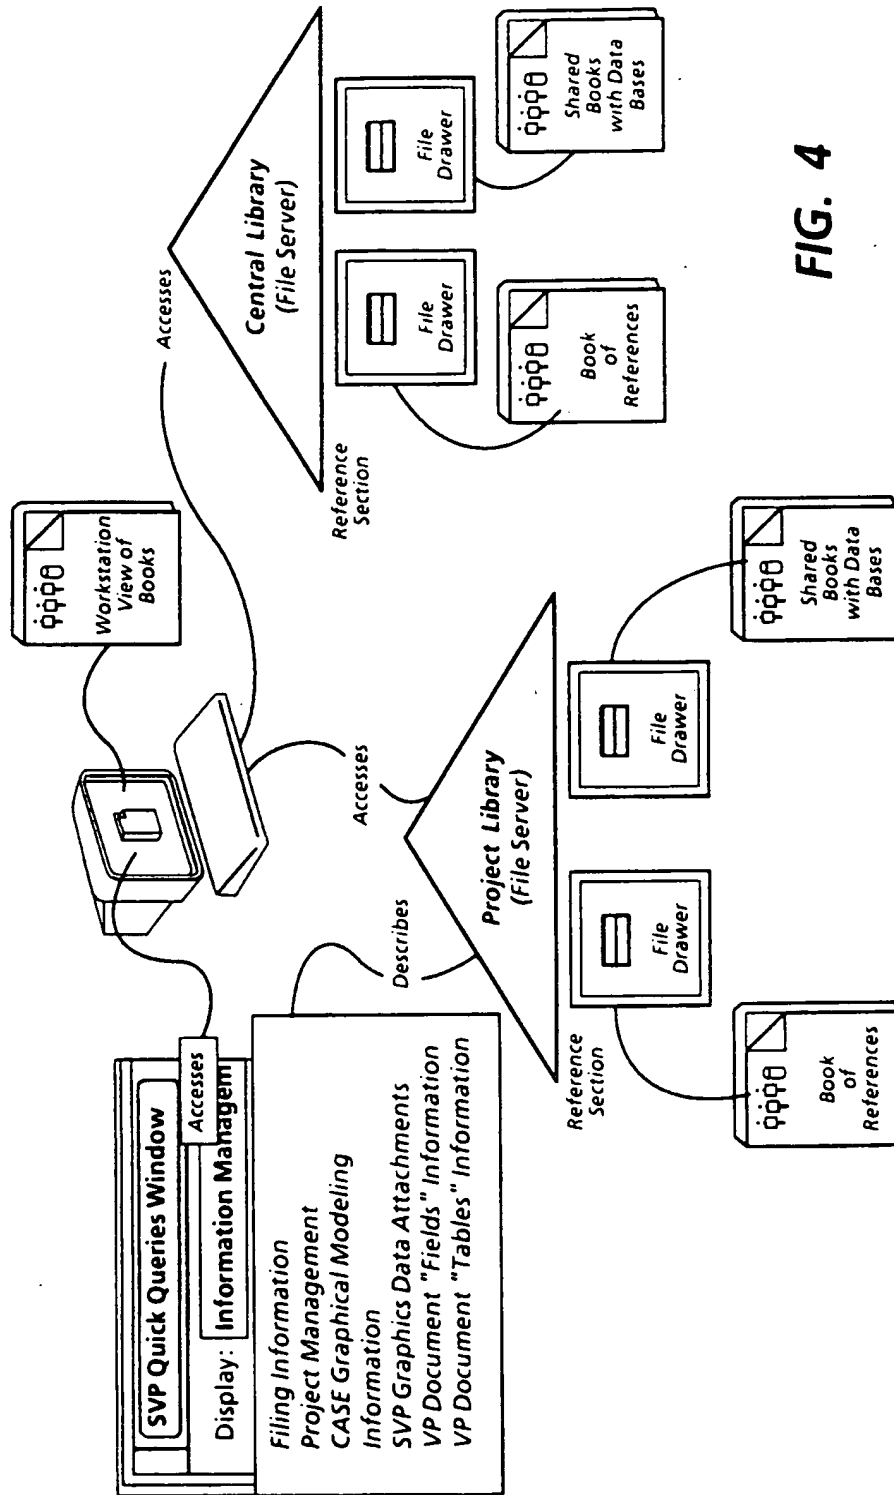 SVP Quick Queries Window
Display: Information Managem
Accesses
Filing Information
Project Management
CASE Graphical Modeling
Information
SVP Graphics Data Attachments
VP Document "Fields" Information
VP Document "Tables" Information
Describes
Accesses
Workstation
View of
Books
Accesses
Project Library
(File Server)
Reference
Section
File
Drawer
File
Drawer
Book
of
References
Shared
Books
with Data
Bases
Central Library
(File Server)
Reference
Section
File
Drawer
File
Drawer
Book
of
References
Shared
Books
with Data
Bases
FIG. 4